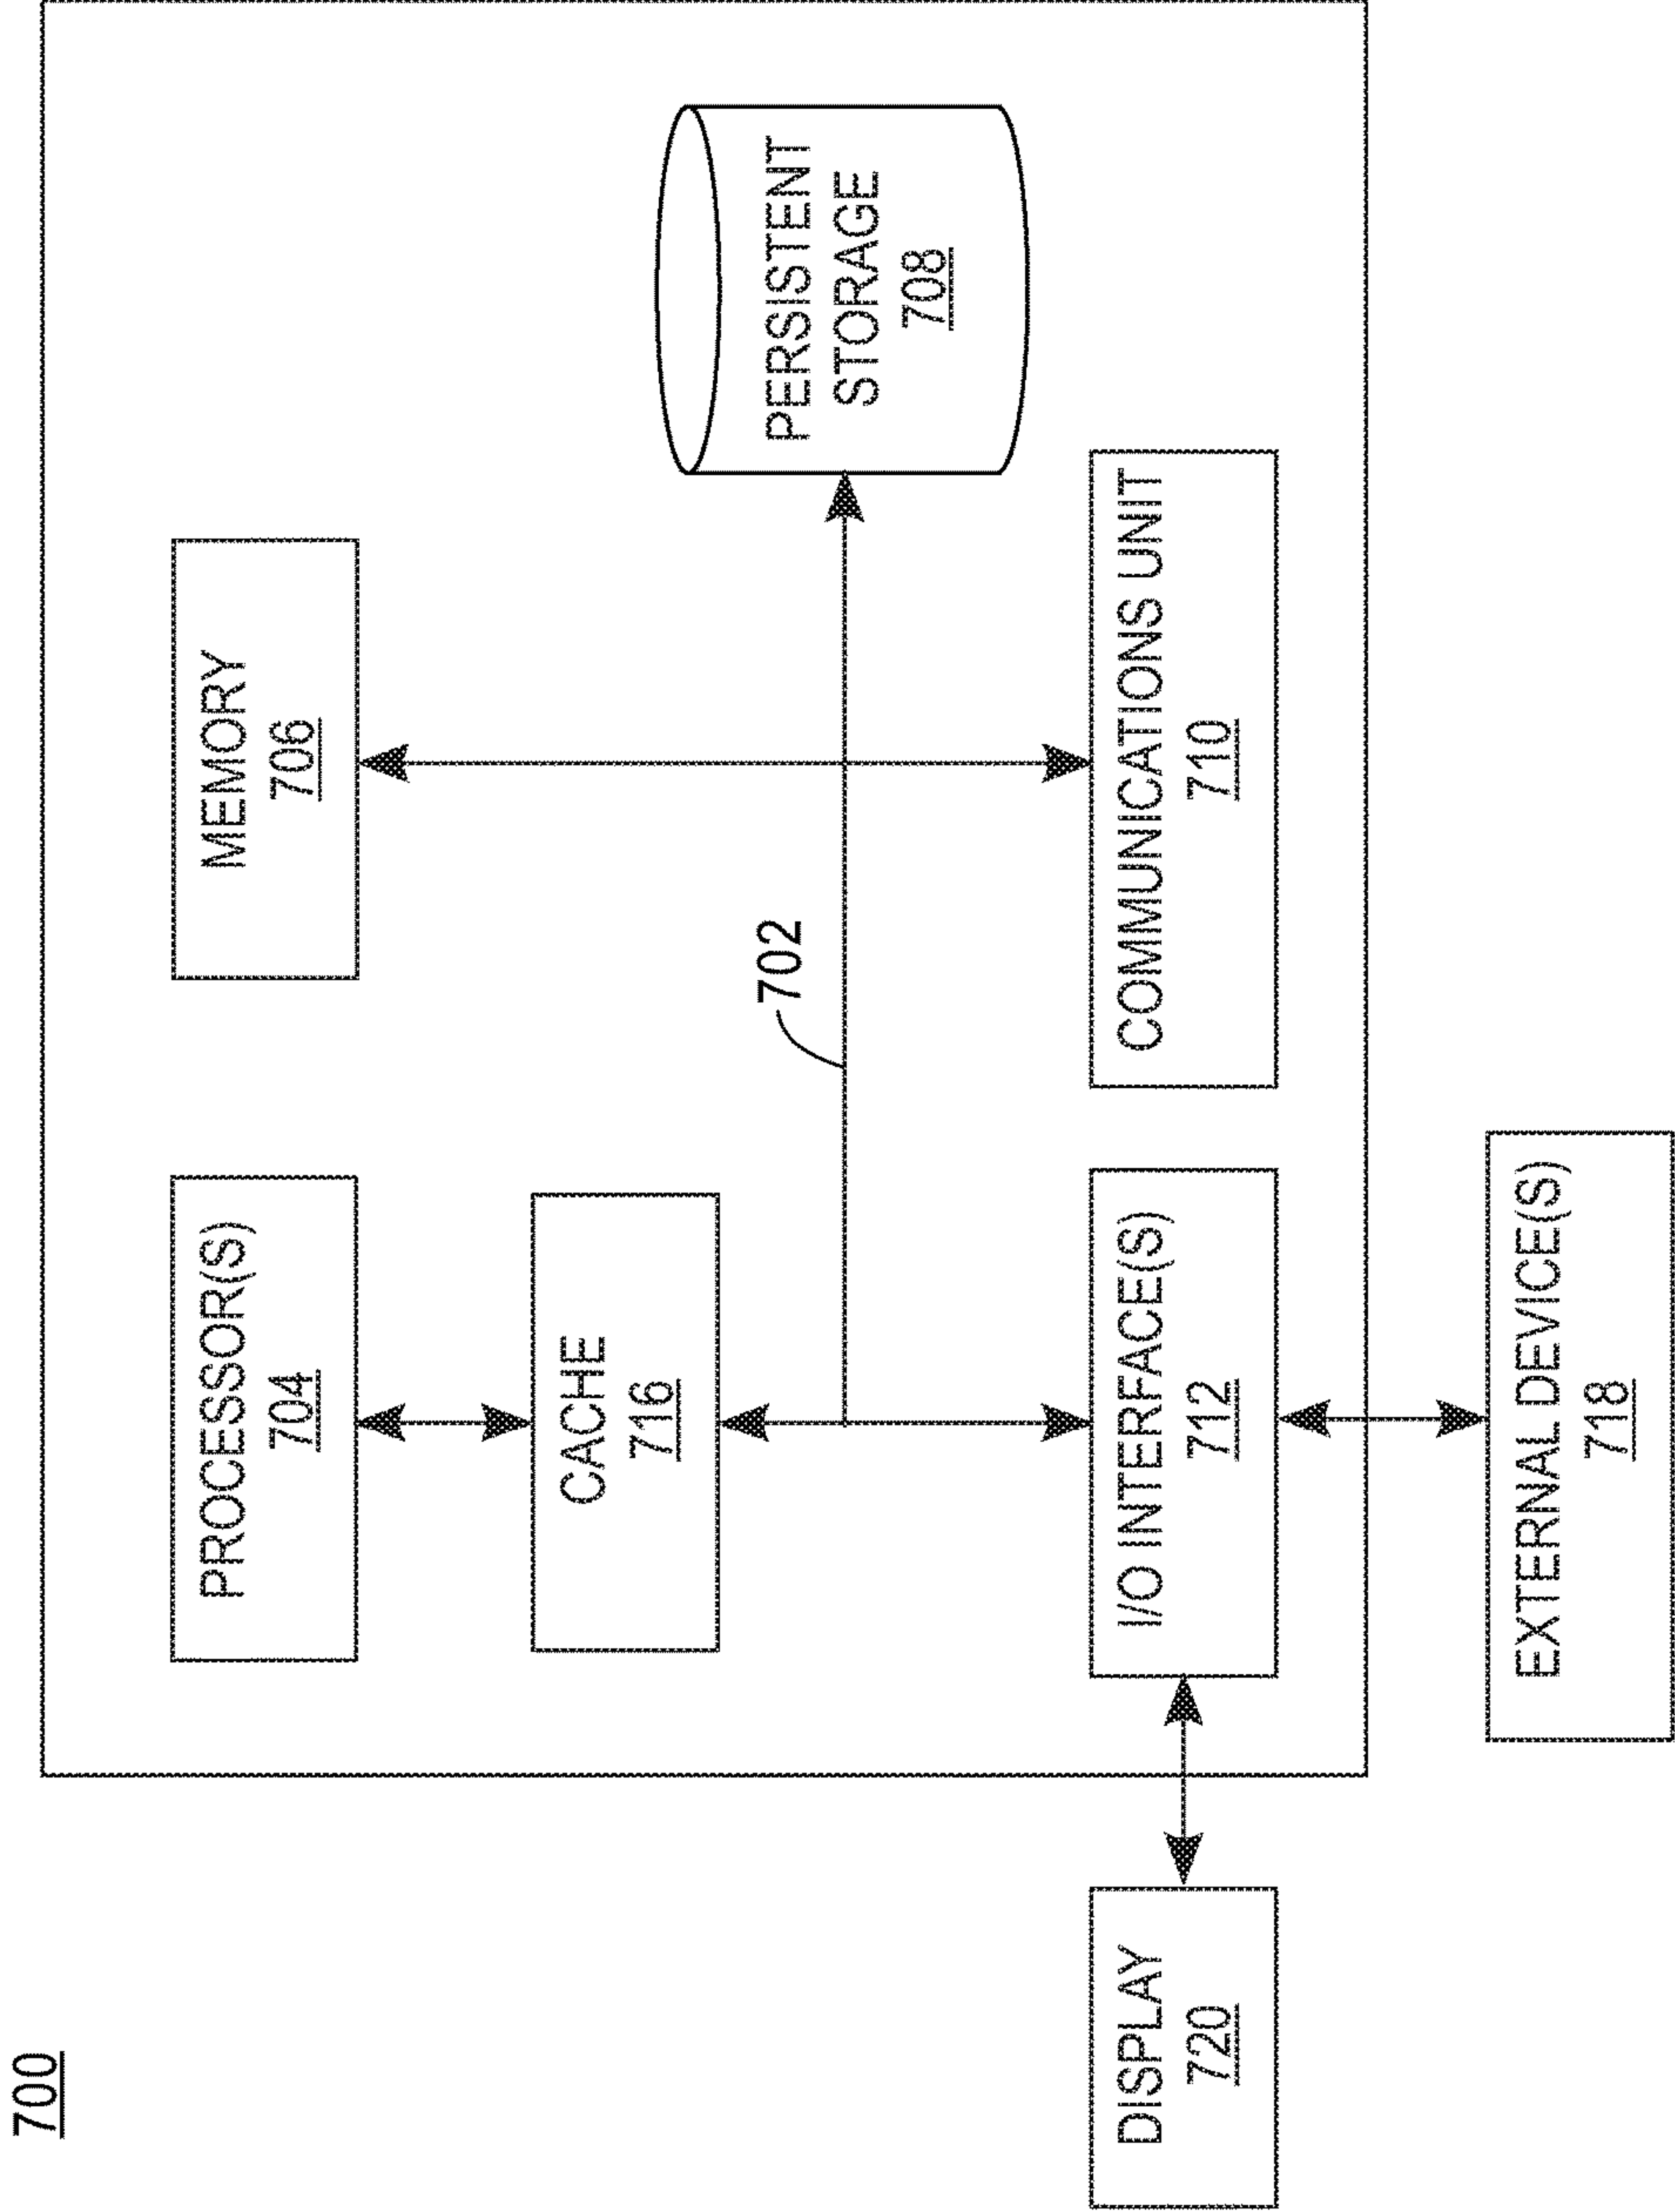 700
PROCESSOR(S)
704
MEMORY
706
CACHE
716
702
PERSISTENT
STORAGE
708
DISPLAY
720
I/O INTERFACE(S)
712
COMMUNICATIONS UNIT
710
EXTERNAL DEVICE(S)
718